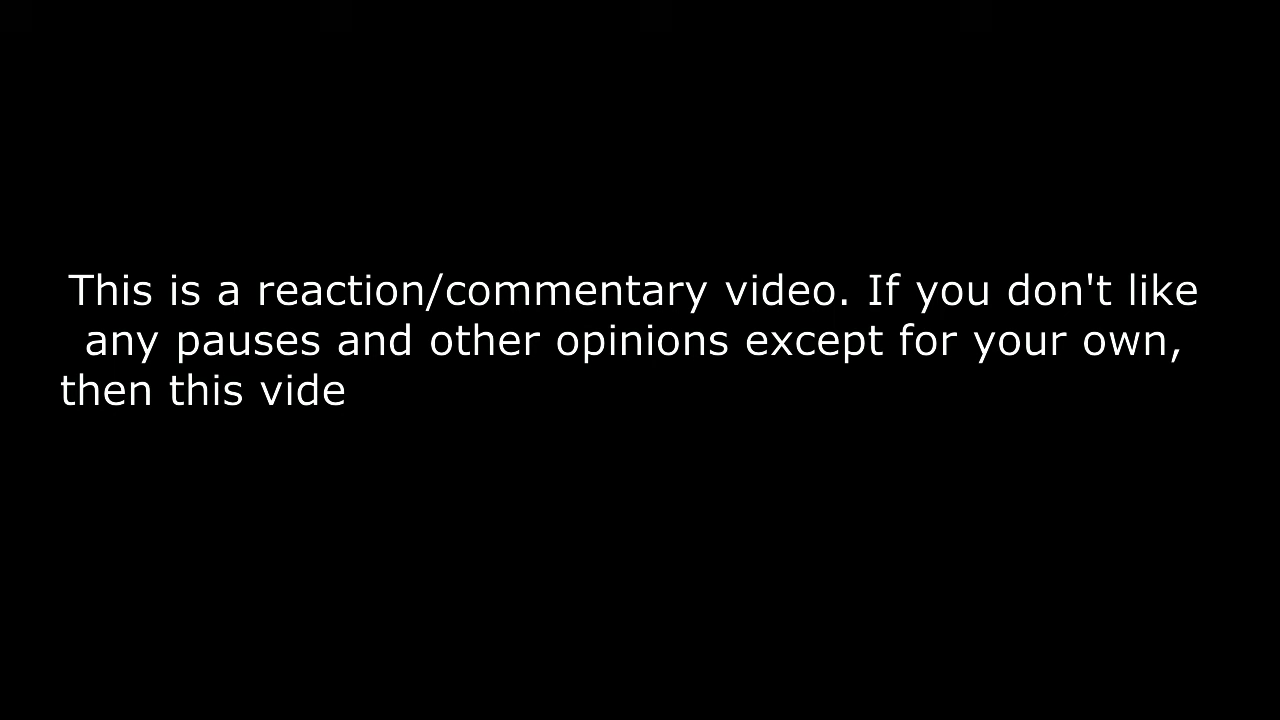 This is a reaction/commentary video. If you don't like
any pauses and other opinions except for your own,
then this vide